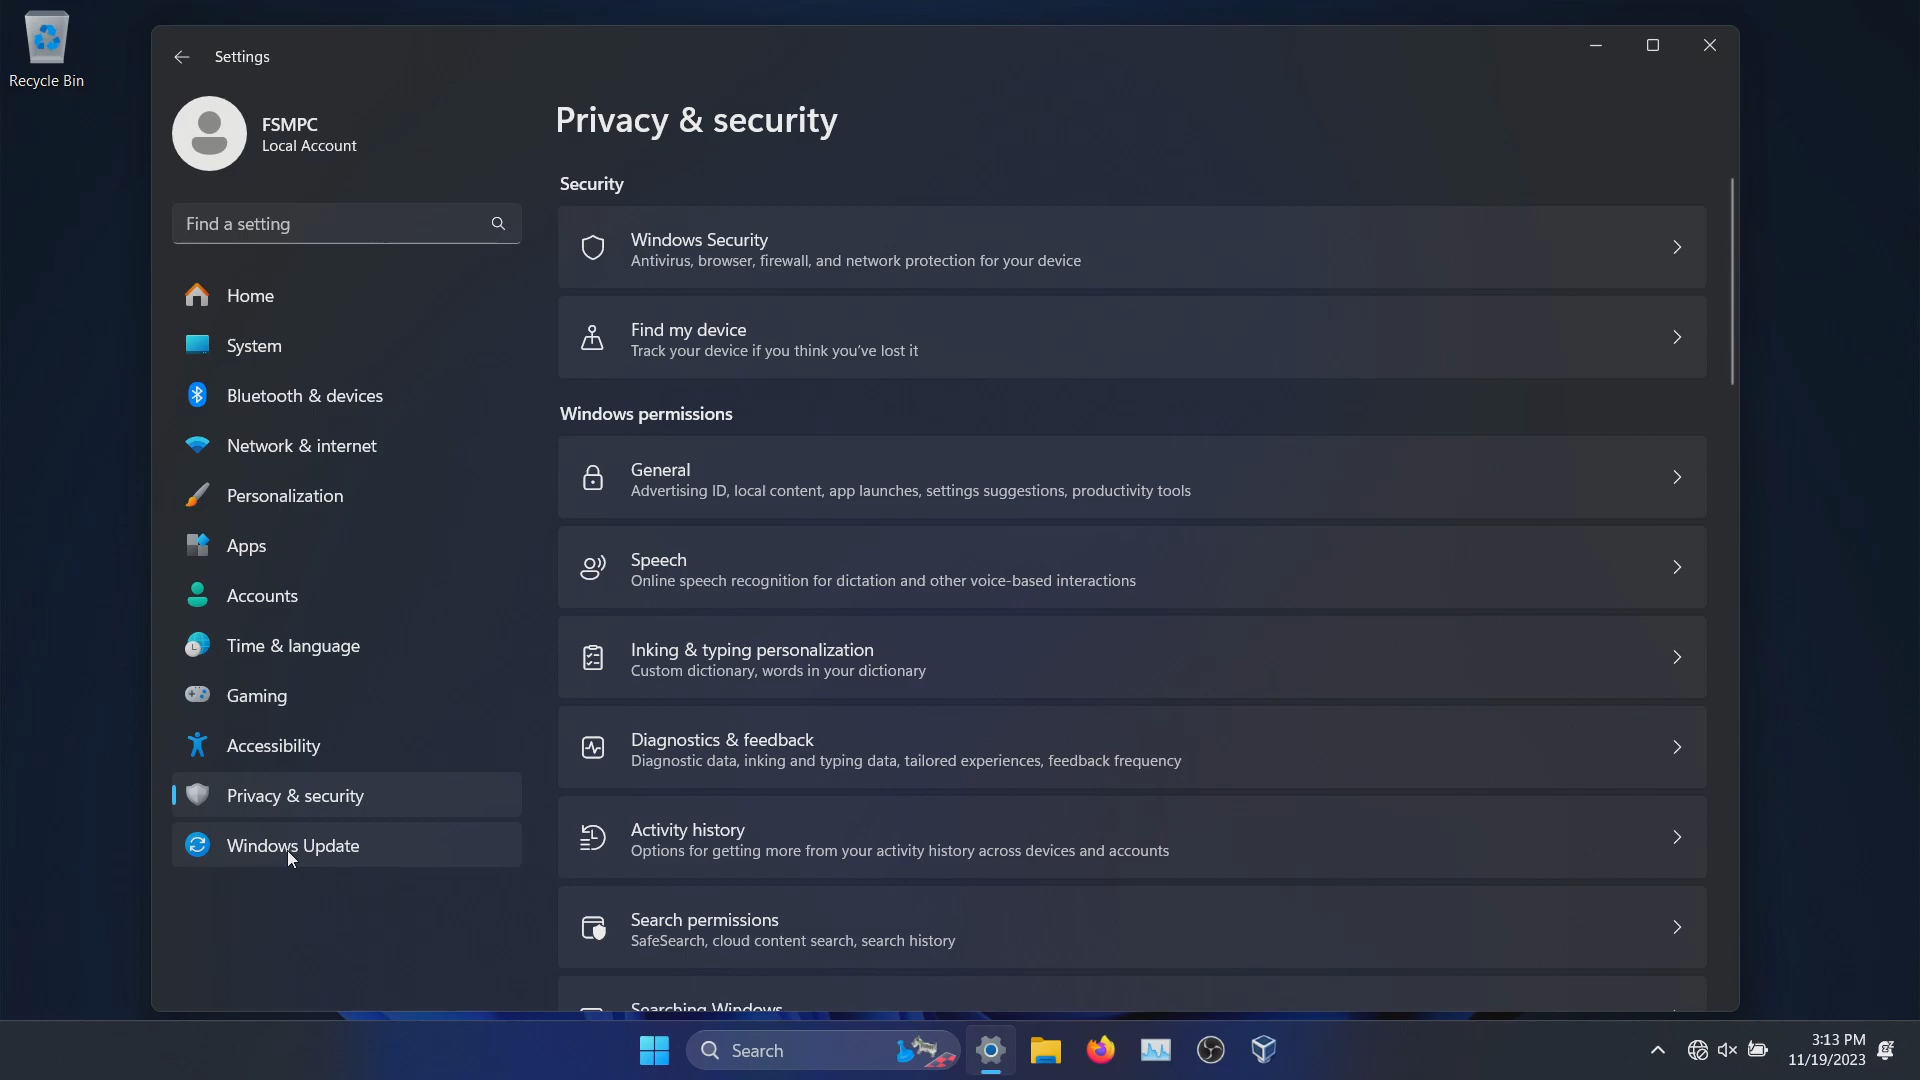 Recycle Bin
Settings
FSMPC
Local Account
Find a setting
Home
System
Bluetooth & devices
Network & internet
Personalization
Apps
Accounts
Time & language
Gaming
Accessibility
Privacy & security
Windows Update
Privacy & security
Security
Windows Security
Antivirus, browser, firewall, and network protection for your device
Find my device
Track your device if you think you've lost it
Windows permissions
General
Advertising ID, local content, app launches, settings suggestions, productivity tools
Speech
Online speech recognition for dictation and other voice-based interactions
Inking & typing personalization
Custom dictionary, words in your dictionary
Diagnostics & feedback
Diagnostic data, inking and typing data, tailored experiences, feedback frequency
Activity history
Options for getting more from your activity history across devices and accounts
Search permissions
SafeSearch, cloud content search, search history
Searching Windows
Search
3:13 PM
11/19/2023